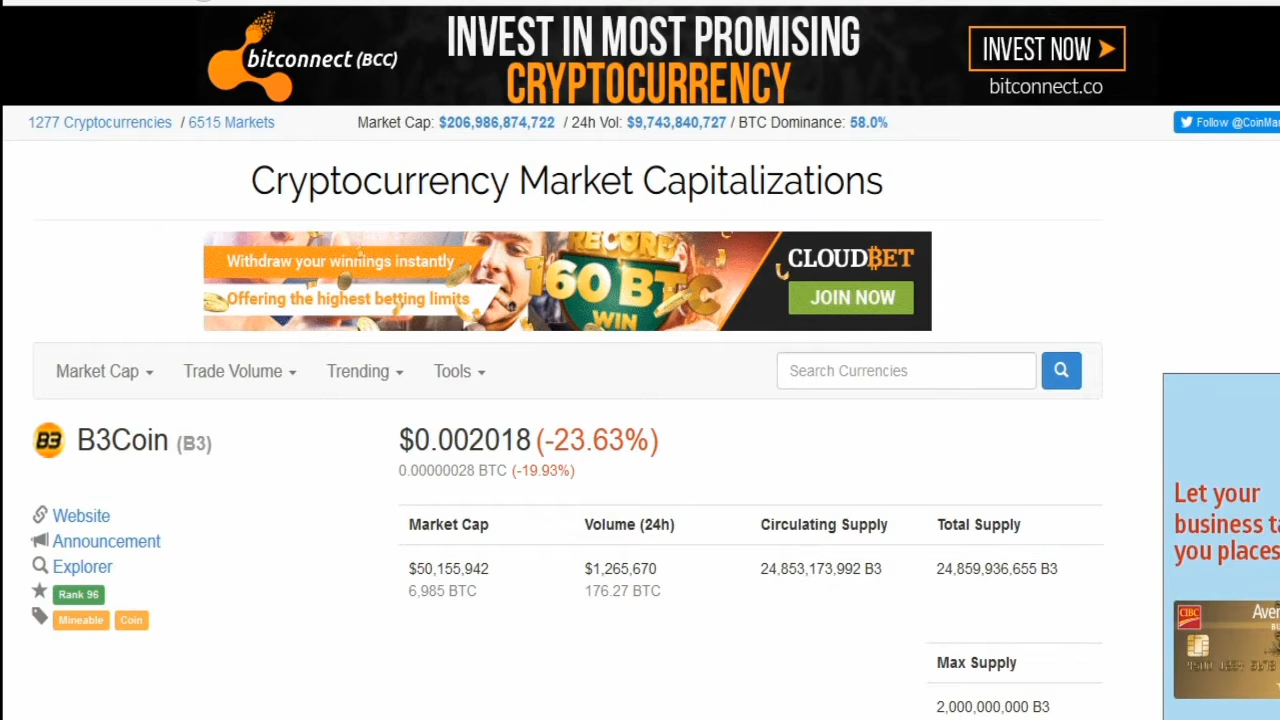 bitconnect (BCC)
INVEST IN MOST PROMISING
CRYPTOCURRENCY
INVEST NOW
bitconnect.co
1277 Cryptocurrencies / 6515 Markets
Market Cap: $206,986,874,722 / 24h Vol: $9,743,840,727 / BTC Dominance: 58.0%
Follow
Cryptocurrency Market Capitalizations
Withdraw your winnings instantly
Offering the highest betting limits
RECORD
160 BTC
WIN
CLOUDBET
JOIN NOW
Market Cap
Trade Volume
Trending
Tools
Search Currencies
B3
B3Coin (B3)
$0.002018 (-23.63%)
0.00000028 BTC (-19.93%)
Website
Announcement
Explorer
Rank 96
Mineable
Coin
Market Cap
Volume (24h)
Circulating Supply
Total Supply
$50,155,942
$1,265,670
24,853,173,992 B3
24,859,936,655 B3
6,985 BTC
176.27 BTC
Max Supply
2,000,000,000 B3
Let your
business
you places
CIBC